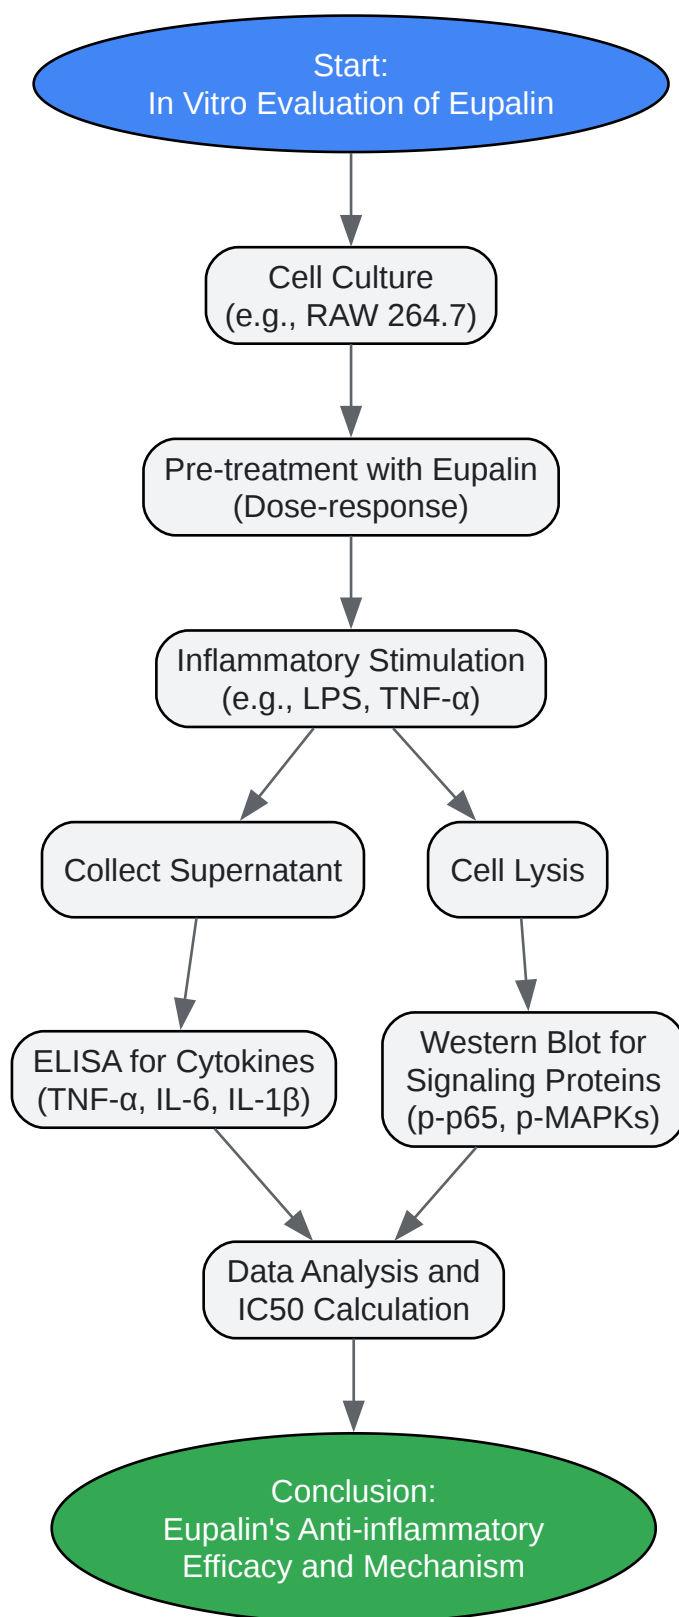 Start:
In Vitro Evaluation of Eupalin
Cell Culture
(e.g., RAW 264.7)
Pre-treatment with Eupalin
(Dose-response)
Inflammatory Stimulation
(e.g., LPS, TNF-α)
Collect Supernatant
Cell Lysis
ELISA for Cytokines
(TNF-α, IL-6, IL-1β)
Western Blot for
Signaling Proteins
(p-p65, p-MAPKs)
Data Analysis and
IC50 Calculation
Conclusion:
Eupalin's Anti-inflammatory
Efficacy and Mechanism